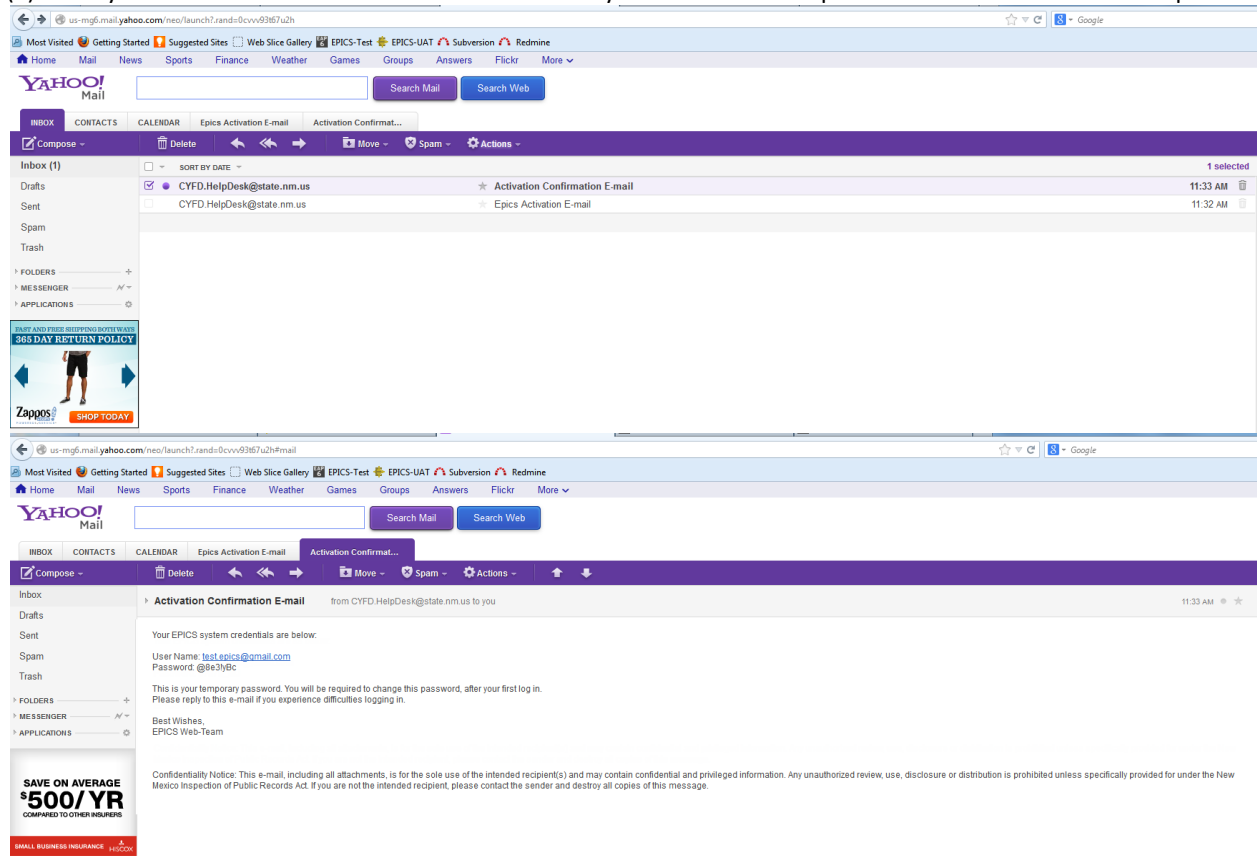 us-mg6.mail.yahoo.com/neo/launch?.rand=0cvvv93t67u2h Google
Most Visited Getting Started Suggested Sites Web Slice Gallery EPICS-Test EPICS-UAT Subversion Redmine
Home Mail News Sports Finance Weather Games Groups Answers Flickr More
YAHOO! Mail Search Mail Search Web
INBOX CONTACTS CALENDAR Epics Activation E-mail Activation Confirmat...
Compose Delete Move Spam Actions
Inbox (1) SORT BY DATE 1 selected
Drafts CYFD.HelpDesk@state.nm.us Activation Confirmation E-mail 11:33 AM
Sent CYFD.HelpDesk@state.nm.us Epics Activation E-mail 11:32 AM
Spam
Trash
FOLDERS
MESSENGER
APPLICATIONS
FAST AND FREE SHIPPING BOTH WAYS
365 DAY RETURN POLICY
Zappos SHOP TODAY
us-mg6.mail.yahoo.com/neo/launch?.rand=0cvvv93t67u2h#mail Google
Most Visited Getting Started Suggested Sites Web Slice Gallery EPICS-Test EPICS-UAT Subversion Redmine
Home Mail News Sports Finance Weather Games Groups Answers Flickr More
YAHOO! Mail Search Mail Search Web
INBOX CONTACTS CALENDAR Epics Activation E-mail Activation Confirmat...
Compose Delete Move Spam Actions
Inbox
Activation Confirmation E-mail from CYFD.HelpDesk@state.nm.us to you 11:33 AM
Drafts
Sent
Spam
Trash
FOLDERS
MESSENGER
APPLICATIONS
Your EPICS system credentials are below:
User Name: test.epics@gmail.com
Password: @8e3!yBc
This is your temporary password. You will be required to change this password, after your first log in.
Please reply to this e-mail if you experience difficulties logging in.
Best Wishes,
EPICS Web-Team
Confidentiality Notice: This e-mail, including all attachments, is for the sole use of the intended recipient(s) and may contain confidential and privileged information. Any unauthorized review, use, disclosure or distribution is prohibited unless specifically provided for under the New
Mexico Inspection of Public Records Act. If you are not the intended recipient, please contact the sender and destroy all copies of this message.
SAVE ON AVERAGE
$500/YR
COMPARED TO OTHER INSURERS
SMALL BUSINESS INSURANCE HISCOX